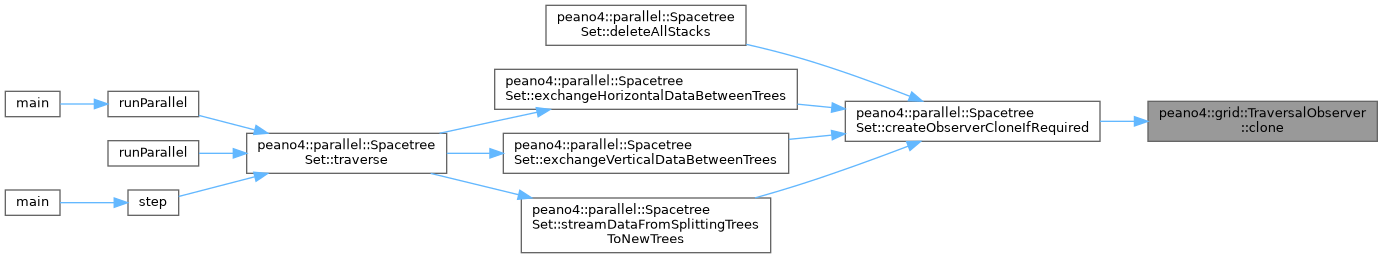 peano4::parallel::Spacetree
Set::deleteAllStacks
peano4::parallel::Spacetree
Set::exchangeHorizontalDataBetweenTrees
main
runParallel
peano4::parallel::Spacetree
Set::createObserverCloneIfRequired
peano4::grid::TraversalObserver
::clone
runParallel
peano4::parallel::Spacetree
Set::traverse
peano4::parallel::Spacetree
Set::exchangeVerticalDataBetweenTrees
main
step
peano4::parallel::Spacetree
Set::streamDataFromSplittingTrees
ToNewTrees